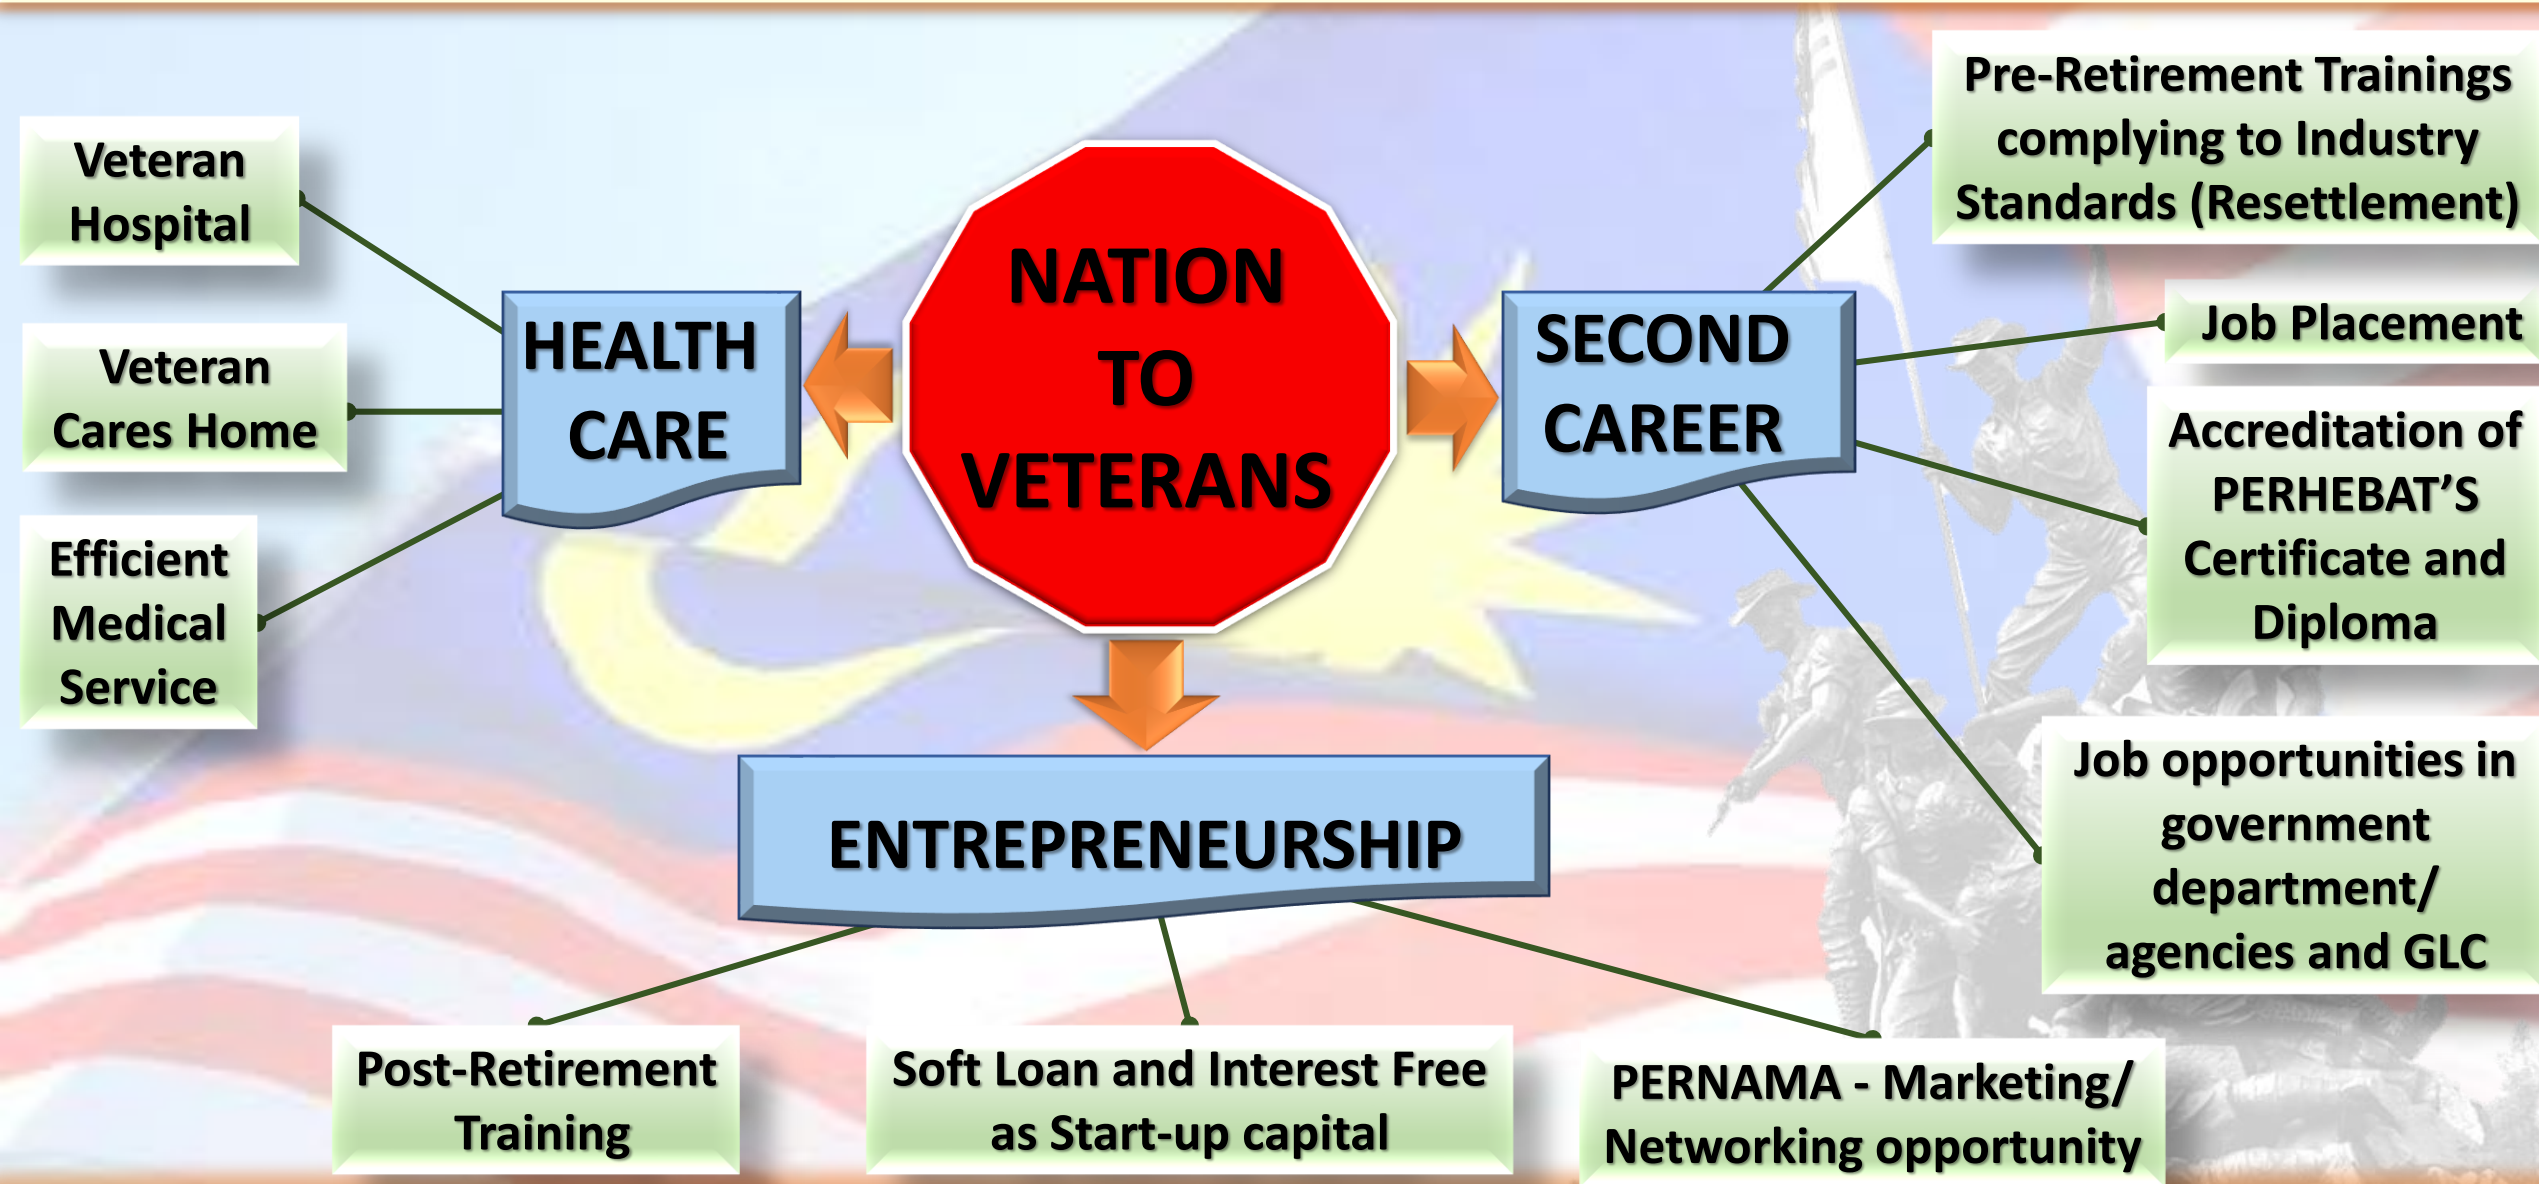 NATION
TO
VETERANS
HEALTH
CARE
Veteran
Hospital
Veteran
Cares Home
Efficient
Medical
Service
SECOND
CAREER
Pre-Retirement Trainings
complying to Industry
Standards (Resettlement)
Job Placement
Accreditation of
PERHEBAT’S
Certificate and
Diploma
Job opportunities in
government
department/
agencies and GLC
ENTREPRENEURSHIP
Post-Retirement
Training
Soft Loan and Interest Free
as Start-up capital
PERNAMA - Marketing/
Networking opportunity